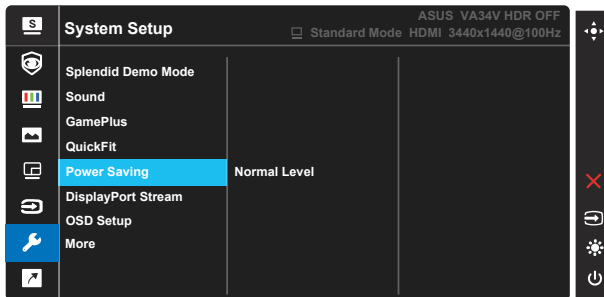 S
System Setup
ASUS VA34V HDR OFF
Standard Mode HDMI 3440x1440@100Hz
Splendid Demo Mode
Sound
GamePlus
QuickFit
Power Saving
Normal Level
DisplayPort Stream
OSD Setup
More